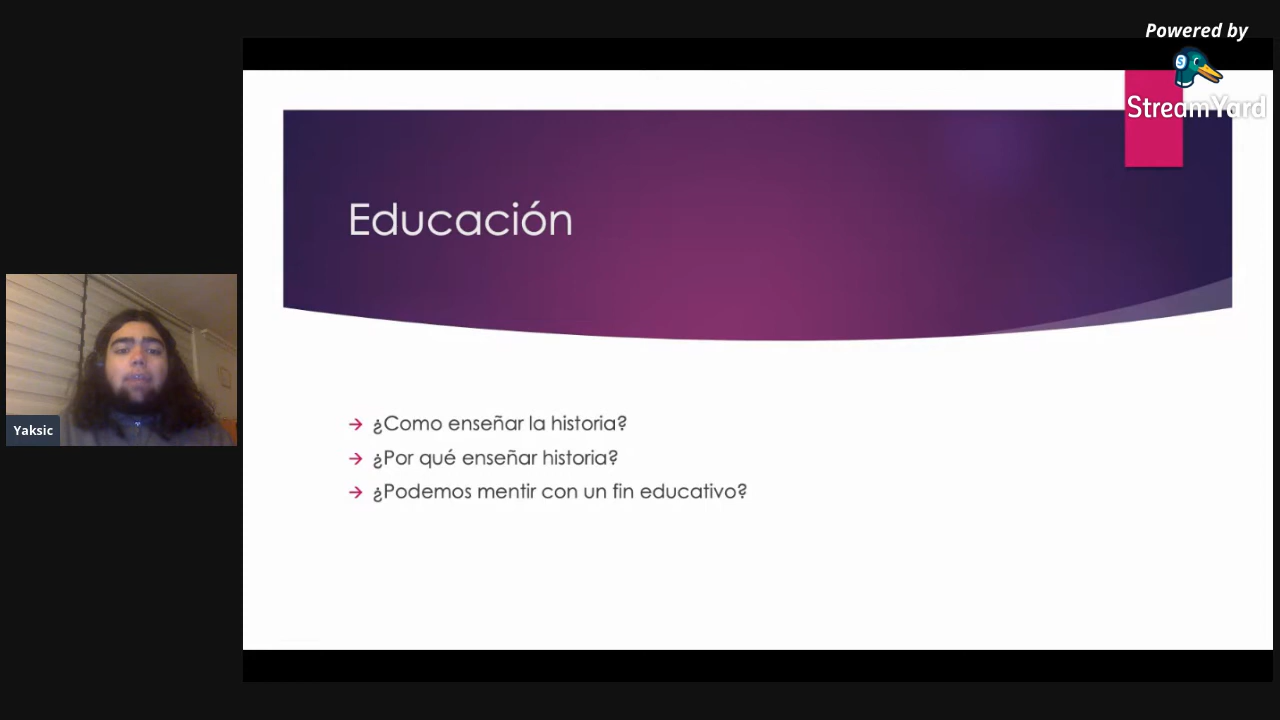 Powered by
StreamYard
Educación
¿Como enseñar la historia?
¿Por qué enseñar historia?
¿Podemos mentir con un fin educativo?
Yaksic